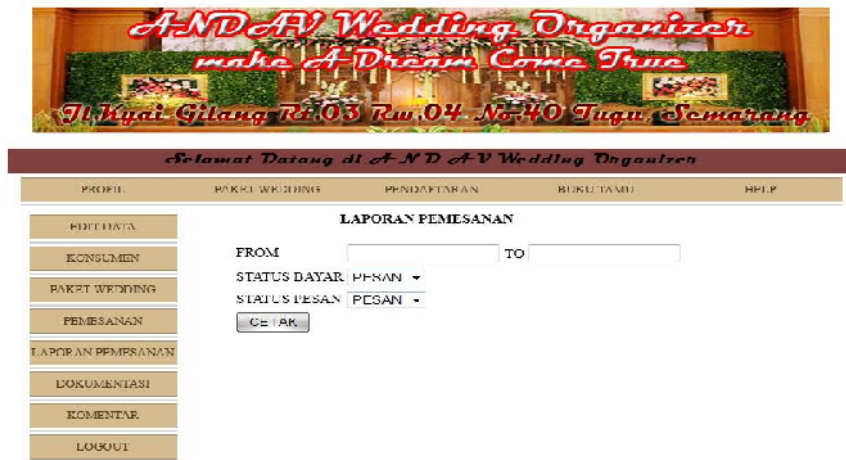 ANDAV Wedding Organizer
make A Dream Come True
Jl.Kyai Gilang Rt.03 Rw.04 No-40 Tugu, Semarang
Selamat Datang di A N D A V Wedding Organizer
PROFIL PAKET WEDDING PENDAFTARAN BUKU TAMU HELP
EDIT DATA
KONSUMEN
PAKET WEDDING
PEMESANAN
LAPORAN PEMESANAN
DOKUMENTASI
KOMENTAR
LOGOUT
LAPORAN PEMESANAN
FROM TO
STATUS BAYAR PESAN
STATUS PESAN PESAN
CETAK